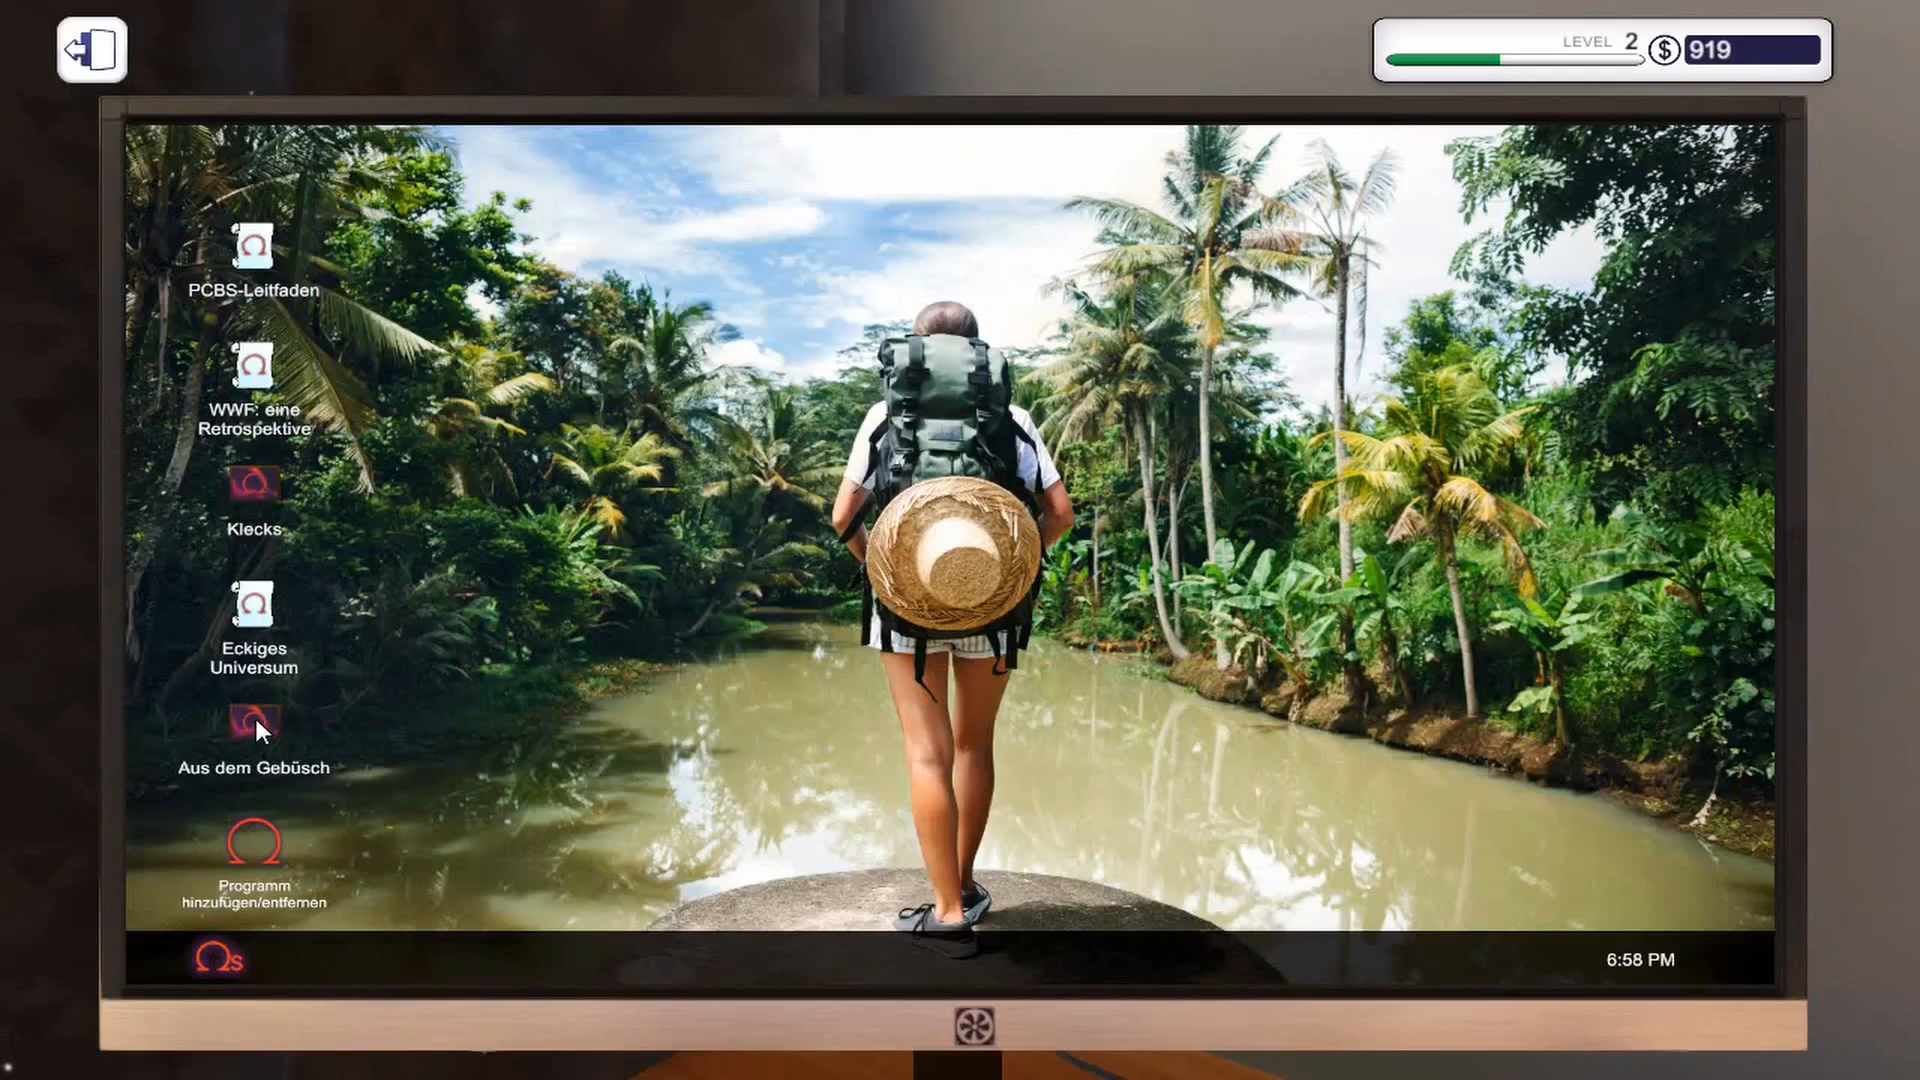 LEVEL 2
$ 919
PCBS-Leitfaden
WWF: eine
Retrospektive
Klecks
Eckiges
Universum
Aus dem Gebüsch
Programm
hinzufügen/entfernen
Ωs
6:58 PM